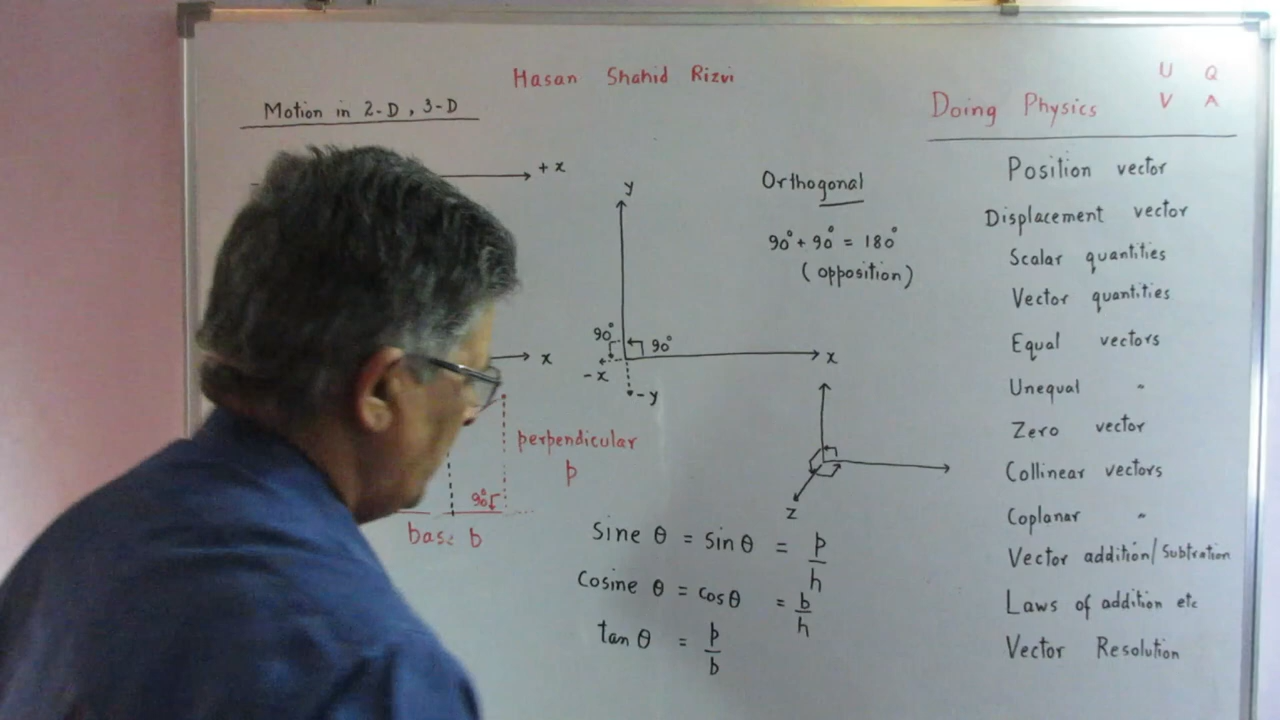 Hasan Shahid Rizvi
Motion in 2-D, 3-D
+ x
y
90°
90°
x
- x
- y
x
perpendicular
p
90°
base b
Orthogonal
90° + 90° = 180°
(opposition)
z
Sine θ = sin θ = p/h
Cosine θ = cos θ = b/h
tan θ = p/b
U Q
V A
Doing Physics
Position vector
Displacement vector
Scalar quantities
Vector quantities
Equal vectors
Unequal "
Zero vector
Collinear vectors
Coplanar "
Vector addition/Subtration
Laws of addition etc
Vector Resolution